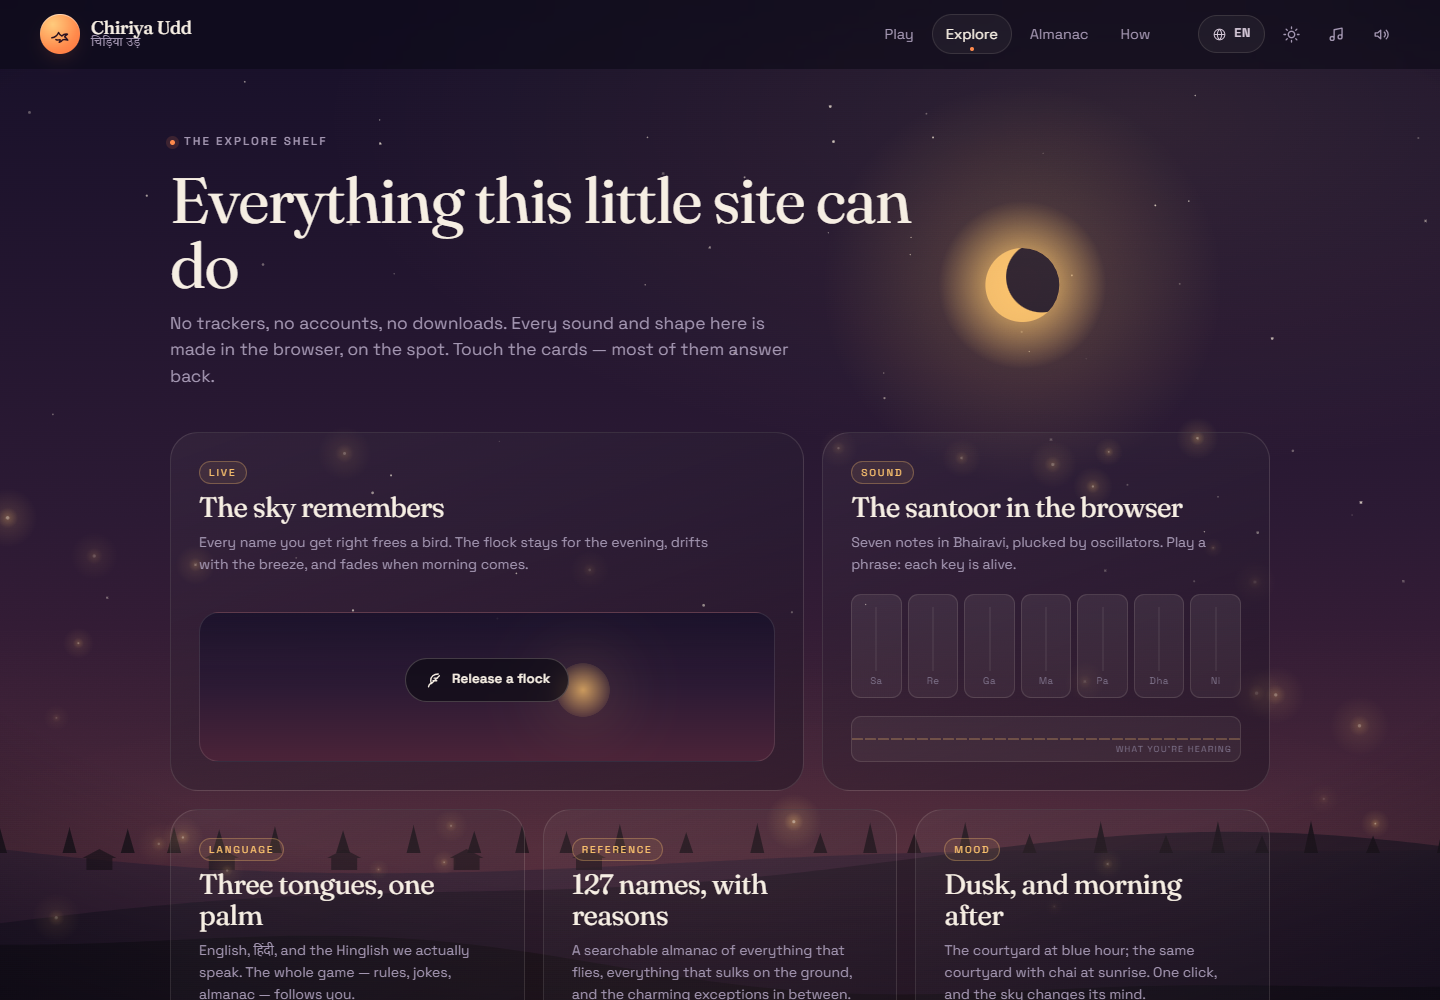 Chiriya Udd
चिड़िया उड़
Play
Explore
Almanac
How
EN
THE EXPLORE SHELF
Everything this little site can
do
No trackers, no accounts, no downloads. Every sound and shape here is
made in the browser, on the spot. Touch the cards — most of them answer
back.
LIVE
The sky remembers
Every name you get right frees a bird. The flock stays for the evening, drifts
with the breeze, and fades when morning comes.
Release a flock
SOUND
The santoor in the browser
Seven notes in Bhairavi, plucked by oscillators. Play a
phrase: each key is alive.
Sa
Re
Ga
Ma
Pa
Dha
Ni
WHAT YOU'RE HEARING
LANGUAGE
Three tongues, one
palm
English, हिंदी, and the Hinglish we actually
speak. The whole game — rules, jokes,
almanac — follows you.
REFERENCE
127 names, with
reasons
A searchable almanac of everything that
flies, everything that sulks on the ground,
and the charming exceptions in between.
MOOD
Dusk, and morning
after
The courtyard at blue hour; the same
courtyard with chai at sunrise. One click,
and the sky changes its mind.